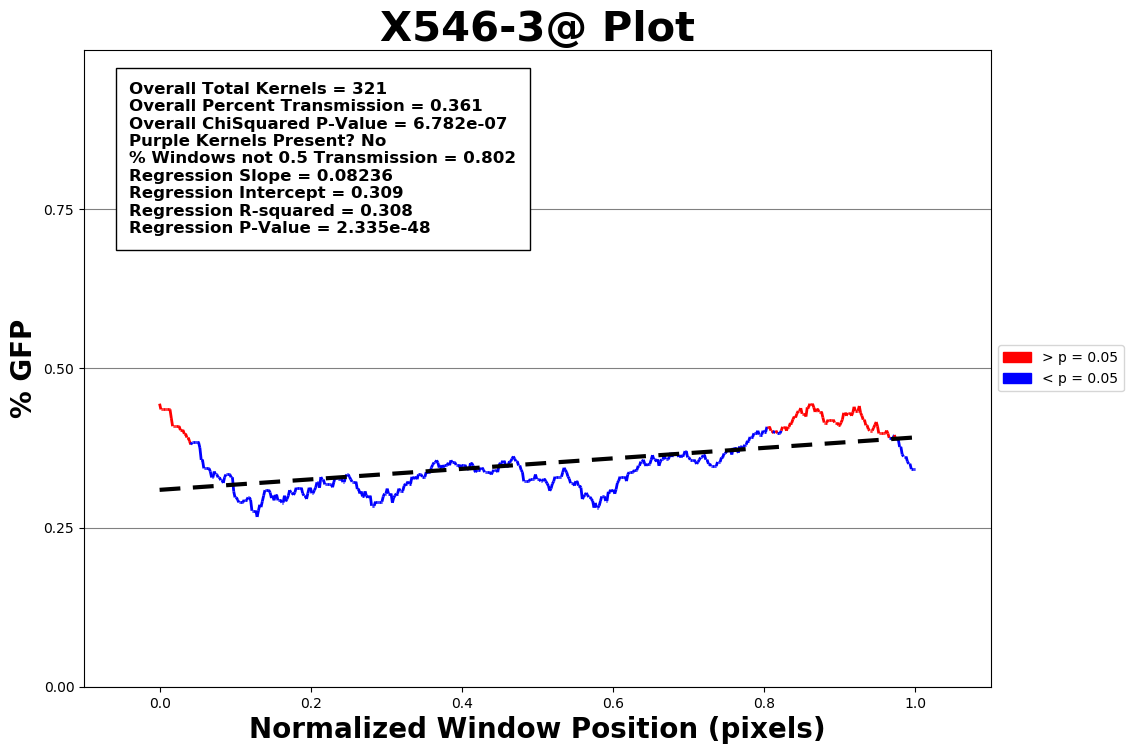 X546-3@ Plot
Overall Total Kernels = 321
Overall Percent Transmission = 0.361
Overall ChiSquared P-Value = 6.782e-07
Purple Kernels Present? No
% Windows not 0.5 Transmission = 0.802
Regression Slope = 0.08236
Regression Intercept = 0.309
Regression R-squared = 0.308
Regression P-Value = 2.335e-48
% GFP
0.75
0.50
0.25
0.00
0.0 0.2 0.4 0.6 0.8 1.0
Normalized Window Position (pixels)
> p = 0.05
< p = 0.05